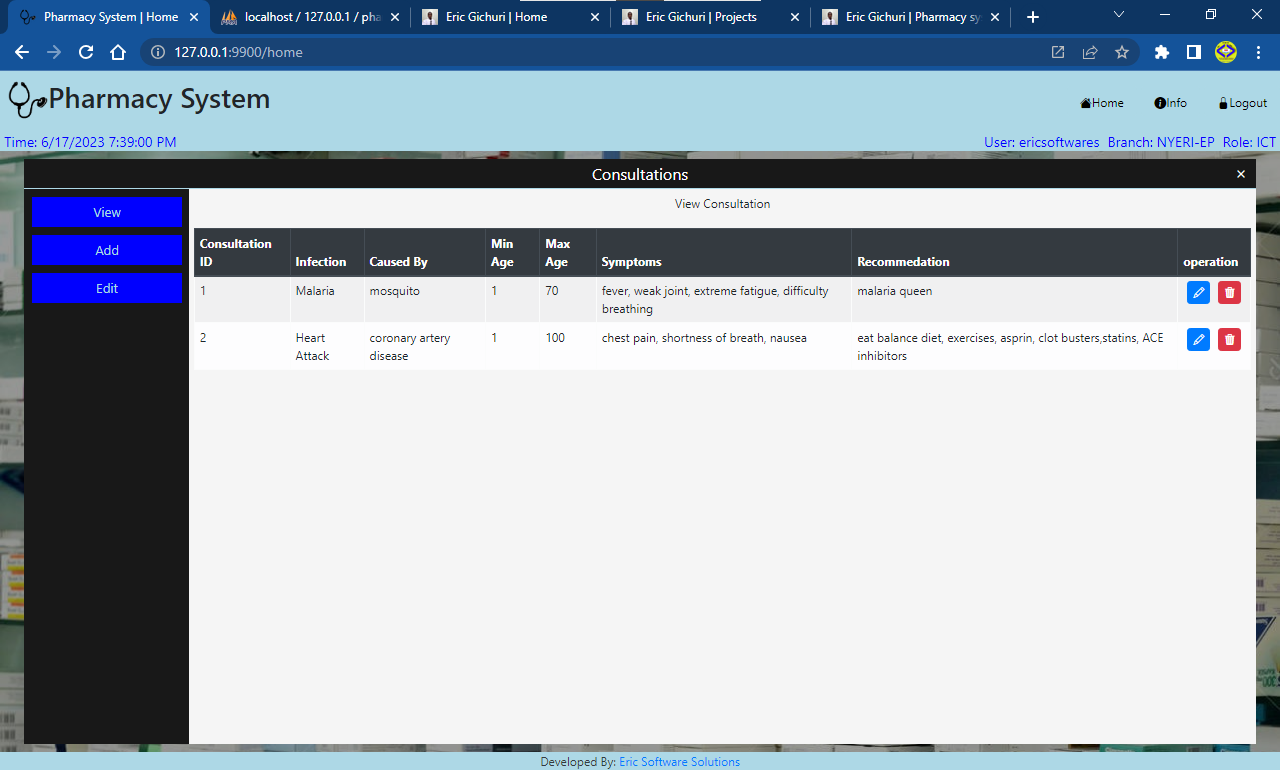 Pharmacy System | Home
localhost / 127.0.0.1 / pha
Eric Gichuri | Home
Eric Gichuri | Projects
Eric Gichuri | Pharmacy sy
127.0.0.1:9900/home
Pharmacy System
Home Info Logout
Time: 6/17/2023 7:39:00 PM
User: ericsoftwares Branch: NYERI-EP Role: ICT
Consultations
View
Add
Edit
View Consultation
Consultation ID Infection Caused By Min Age Max Age Symptoms Recommedation operation
1 Malaria mosquito 1 70 fever, weak joint, extreme fatigue, difficulty breathing malaria queen
2 Heart Attack coronary artery disease 1 100 chest pain, shortness of breath, nausea eat balance diet, exercises, asprin, clot busters,statins, ACE inhibitors
Developed By: Eric Software Solutions